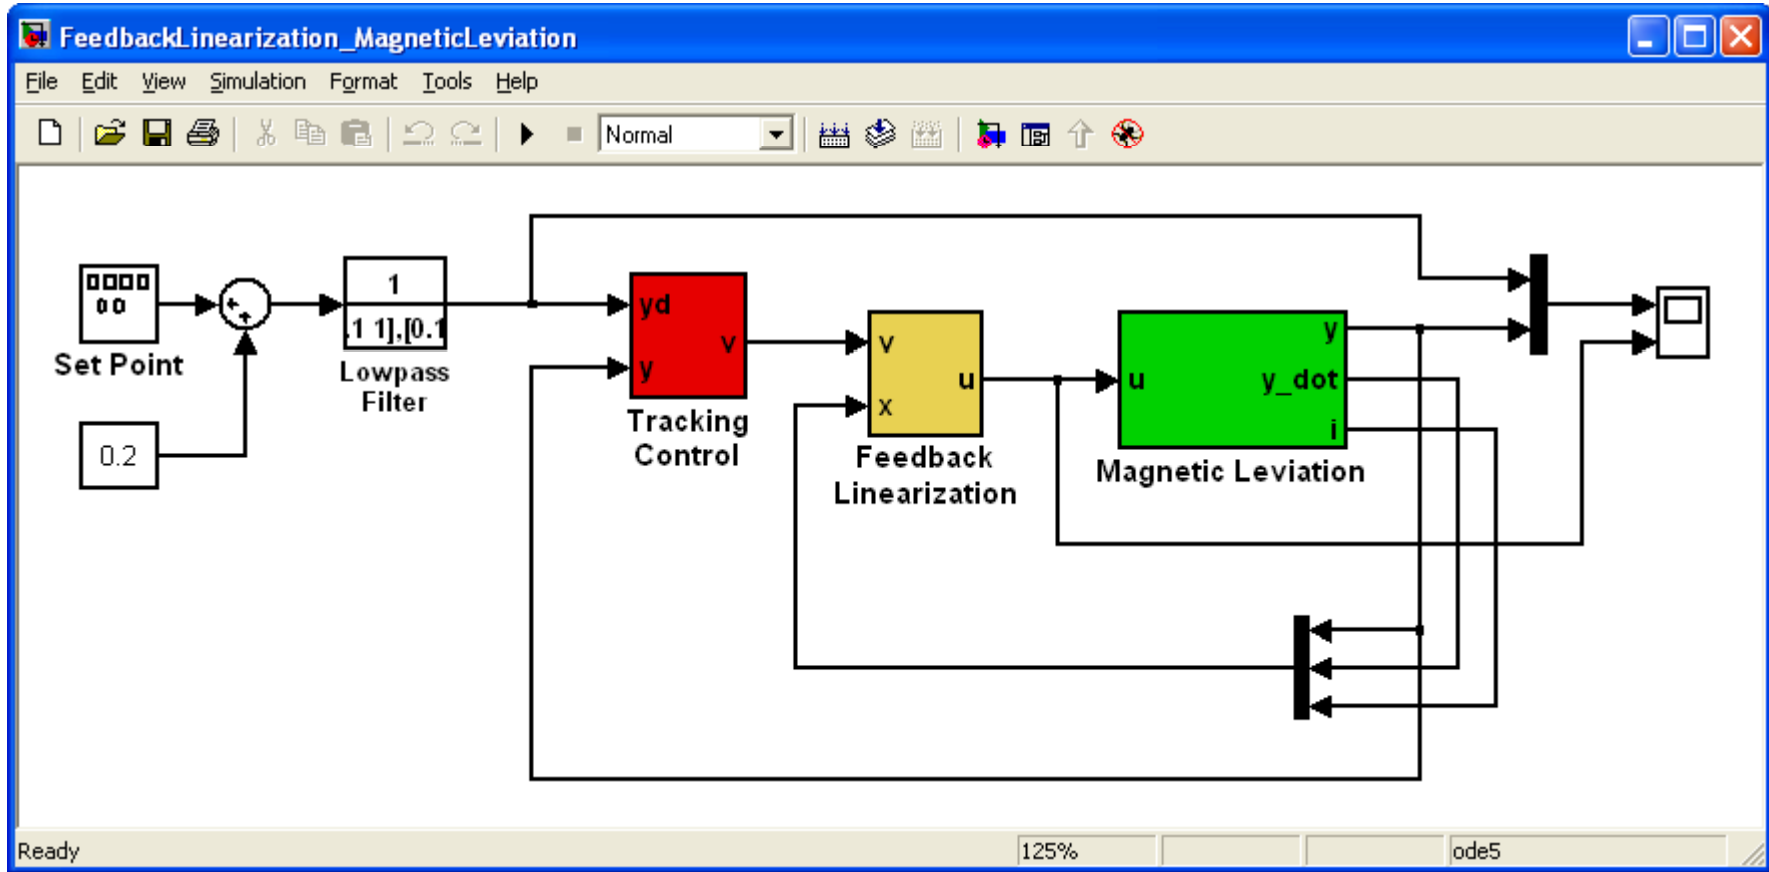 FeedbackLinearization_MagneticLeviation
File Edit View Simulation Format Tools Help
Normal
Set Point
0.2
1
.1 1],[0.1
Lowpass
Filter
yd
y
v
Tracking
Control
v
x
u
Feedback
Linearization
u
y
y_dot
i
Magnetic Leviation
Ready
125%
ode5